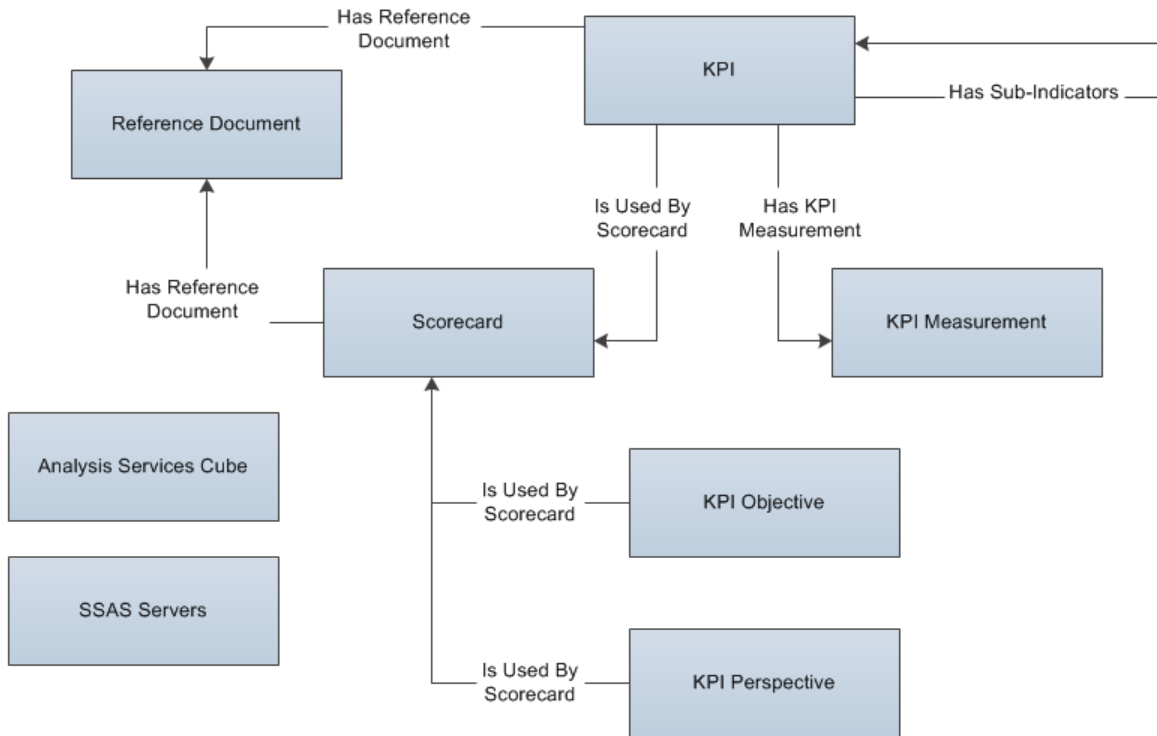 Has Reference
Document
KPI
Has Sub-Indicators
Reference Document
Is Used By
Scorecard
Has KPI
Measurement
Has Reference
Document
Scorecard
KPI Measurement
Analysis Services Cube
Is Used By
Scorecard
KPI Objective
SSAS Servers
Is Used By
Scorecard
KPI Perspective